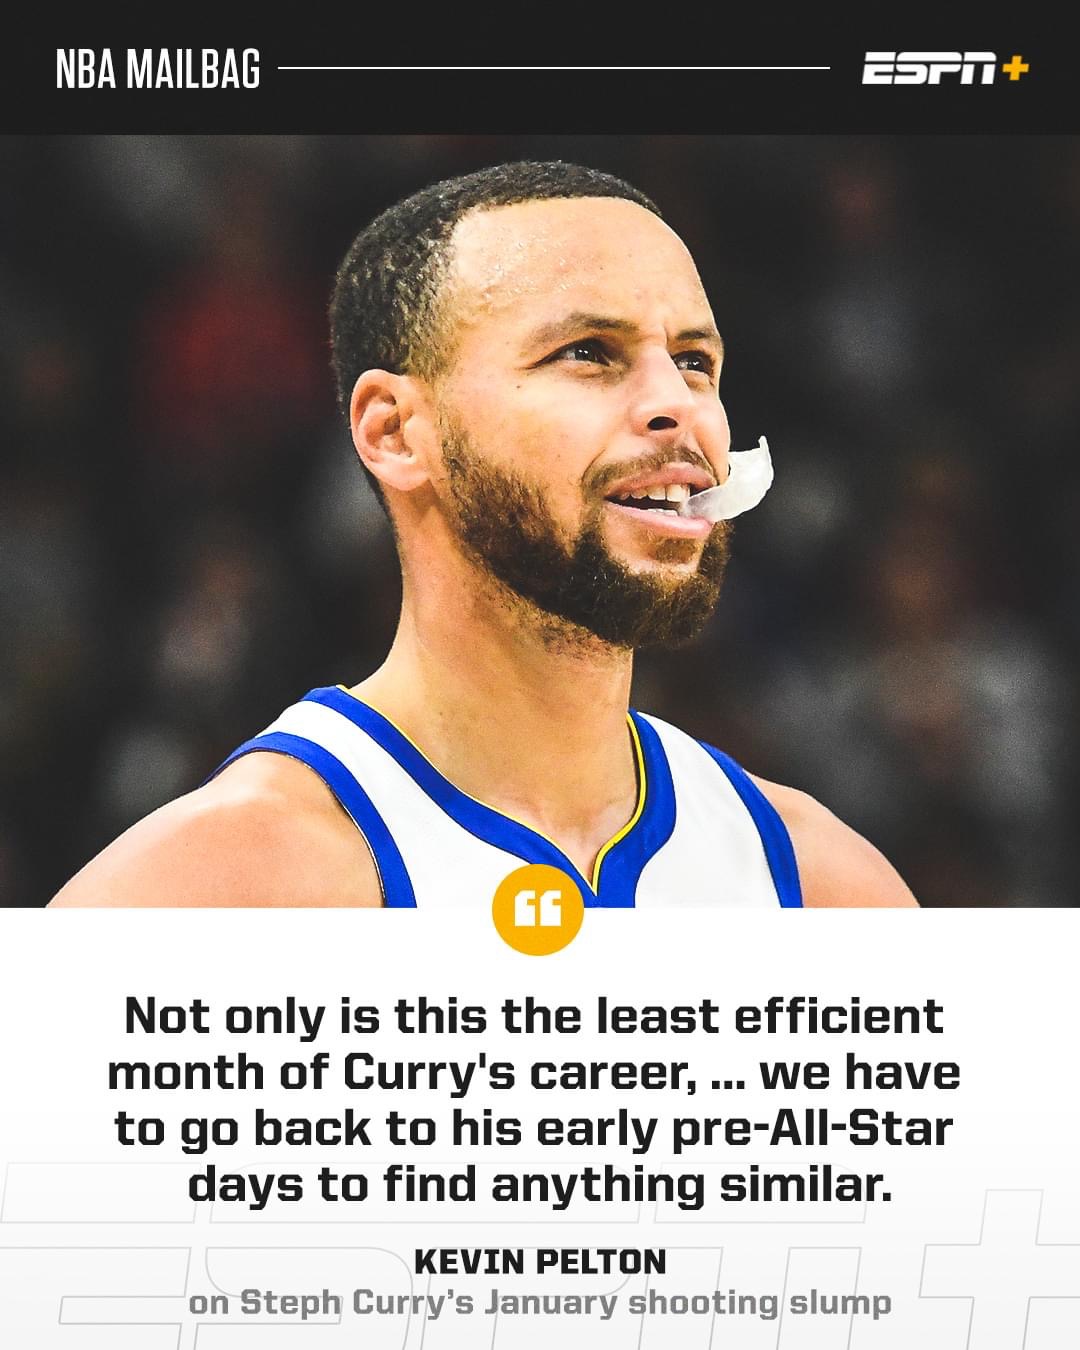 NBA MAILBAG
ESPN+
Not only is this the least efficient
month of Curry's career, ... we have
to go back to his early pre-All-Star
days to find anything similar.
KEVIN PELTON
on Steph Curry’s January shooting slump
ESPN+